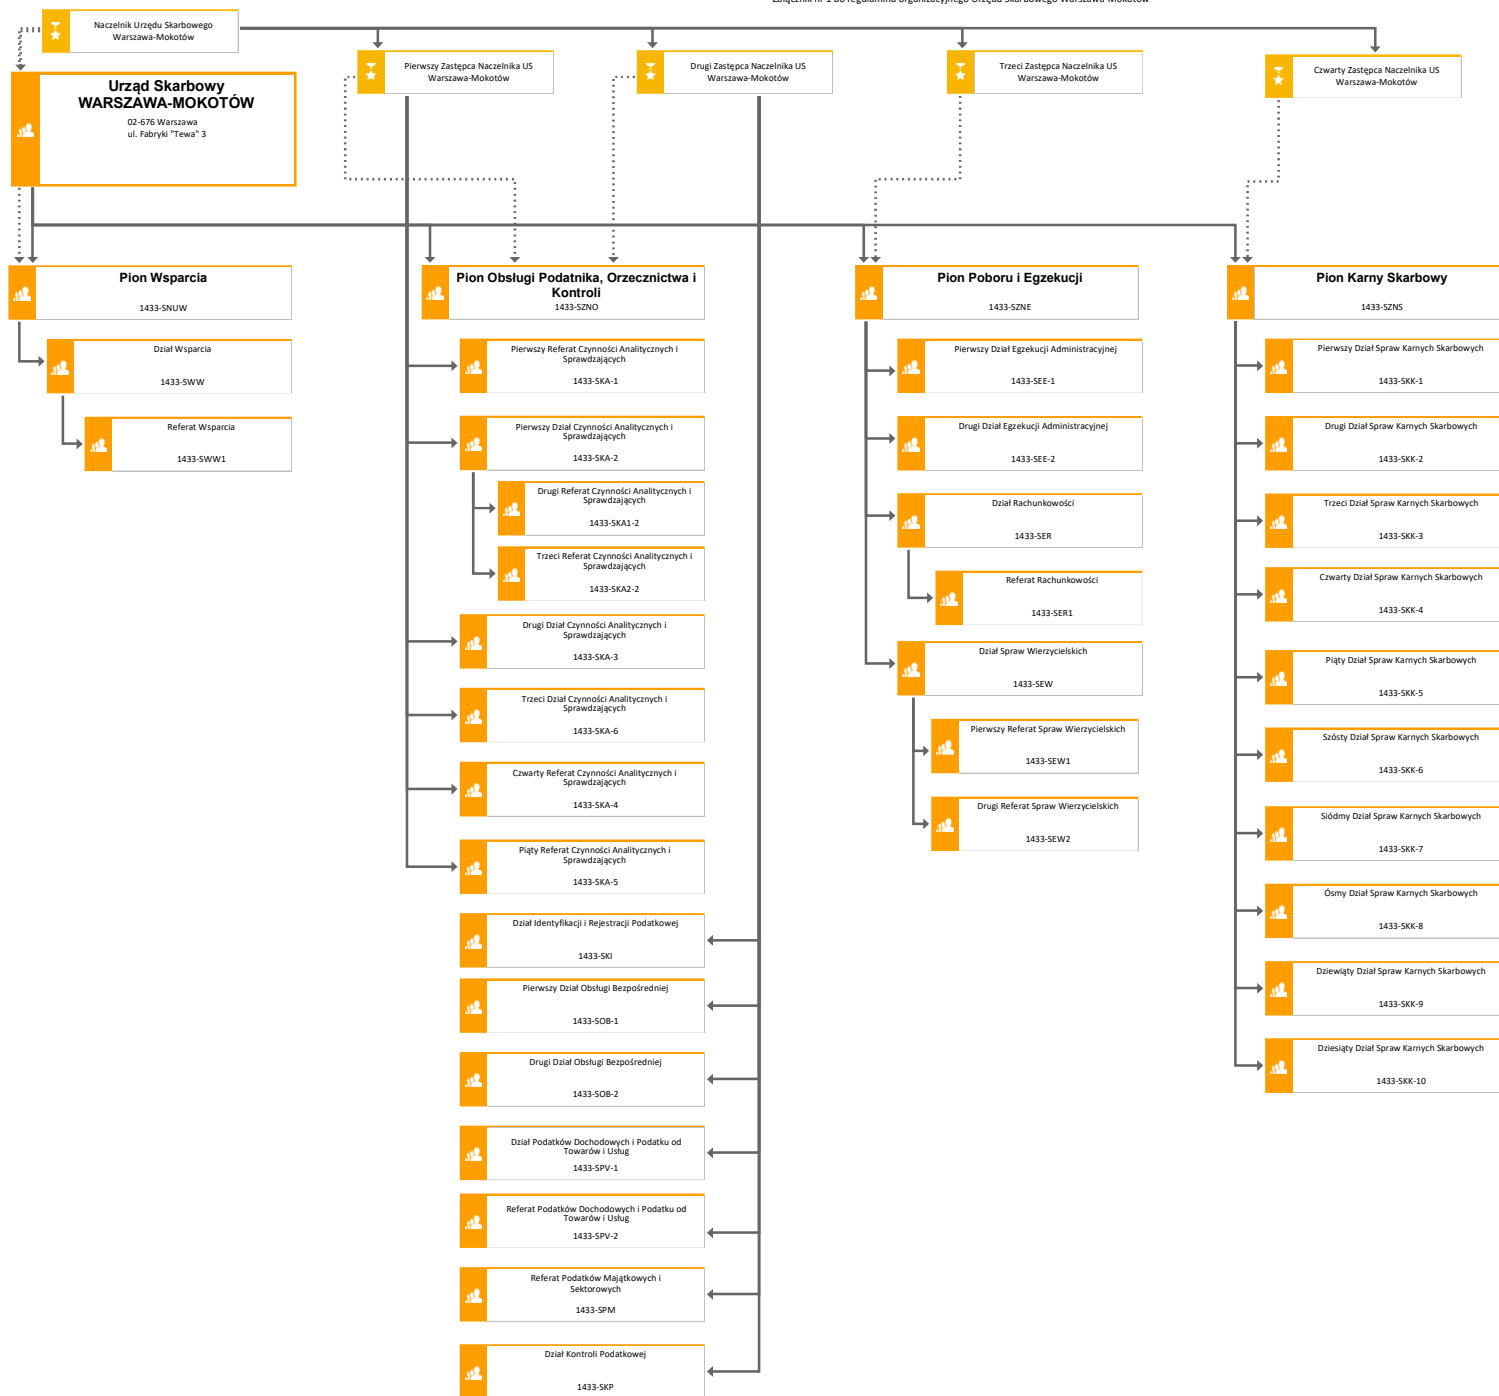 Załącznik nr 1 do regulaminu organizacyjnego Urzędu Skarbowego Warszawa-Mokotów
Naczelnik Urzędu Skarbowego
Warszawa-Mokotów
Pierwszy Zastępca Naczelnika US
Warszawa-Mokotów
Drugi Zastępca Naczelnika US
Warszawa-Mokotów
Trzeci Zastępca Naczelnika US
Warszawa-Mokotów
Czwarty Zastępca Naczelnika US
Warszawa-Mokotów
Urząd Skarbowy
WARSZAWA-MOKOTÓW
02-676 Warszawa
ul. Fabryki "Tewa" 3
Pion Wsparcia
1433-SNUW
Dział Wsparcia
1433-SWW
Referat Wsparcia
1433-SWW1
Pion Obsługi Podatnika, Orzecznictwa i
Kontroli
1433-SZNO
Pierwszy Referat Czynności Analitycznych i
Sprawdzających
1433-SKA-1
Pierwszy Dział Czynności Analitycznych i
Sprawdzających
1433-SKA-2
Drugi Referat Czynności Analitycznych i
Sprawdzających
1433-SKA1-2
Trzeci Referat Czynności Analitycznych i
Sprawdzających
1433-SKA2-2
Drugi Dział Czynności Analitycznych i
Sprawdzających
1433-SKA-3
Trzeci Dział Czynności Analitycznych i
Sprawdzających
1433-SKA-6
Czwarty Referat Czynności Analitycznych i
Sprawdzających
1433-SKA-4
Piąty Referat Czynności Analitycznych i
Sprawdzających
1433-SKA-5
Dział Identyfikacji i Rejestracji Podatkowej
1433-SKI
Pierwszy Dział Obsługi Bezpośredniej
1433-SOB-1
Drugi Dział Obsługi Bezpośredniej
1433-SOB-2
Dział Podatków Dochodowych i Podatku od
Towarów i Usług
1433-SPV-1
Referat Podatków Dochodowych i Podatku od
Towarów i Usług
1433-SPV-2
Referat Podatków Majątkowych i
Sektorowych
1433-SPM
Dział Kontroli Podatkowej
1433-SKP
Pion Poboru i Egzekucji
1433-SZNE
Pierwszy Dział Egzekucji Administracyjnej
1433-SEE-1
Drugi Dział Egzekucji Administracyjnej
1433-SEE-2
Dział Rachunkowości
1433-SER
Referat Rachunkowości
1433-SER1
Dział Spraw Wierzycielskich
1433-SEW
Pierwszy Referat Spraw Wierzycielskich
1433-SEW1
Drugi Referat Spraw Wierzycielskich
1433-SEW2
Pion Karny Skarbowy
1433-SZNS
Pierwszy Dział Spraw Karnych Skarbowych
1433-SKK-1
Drugi Dział Spraw Karnych Skarbowych
1433-SKK-2
Trzeci Dział Spraw Karnych Skarbowych
1433-SKK-3
Czwarty Dział Spraw Karnych Skarbowych
1433-SKK-4
Piąty Dział Spraw Karnych Skarbowych
1433-SKK-5
Szósty Dział Spraw Karnych Skarbowych
1433-SKK-6
Siódmy Dział Spraw Karnych Skarbowych
1433-SKK-7
Ósmy Dział Spraw Karnych Skarbowych
1433-SKK-8
Dziewiąty Dział Spraw Karnych Skarbowych
1433-SKK-9
Dziesiąty Dział Spraw Karnych Skarbowych
1433-SKK-10